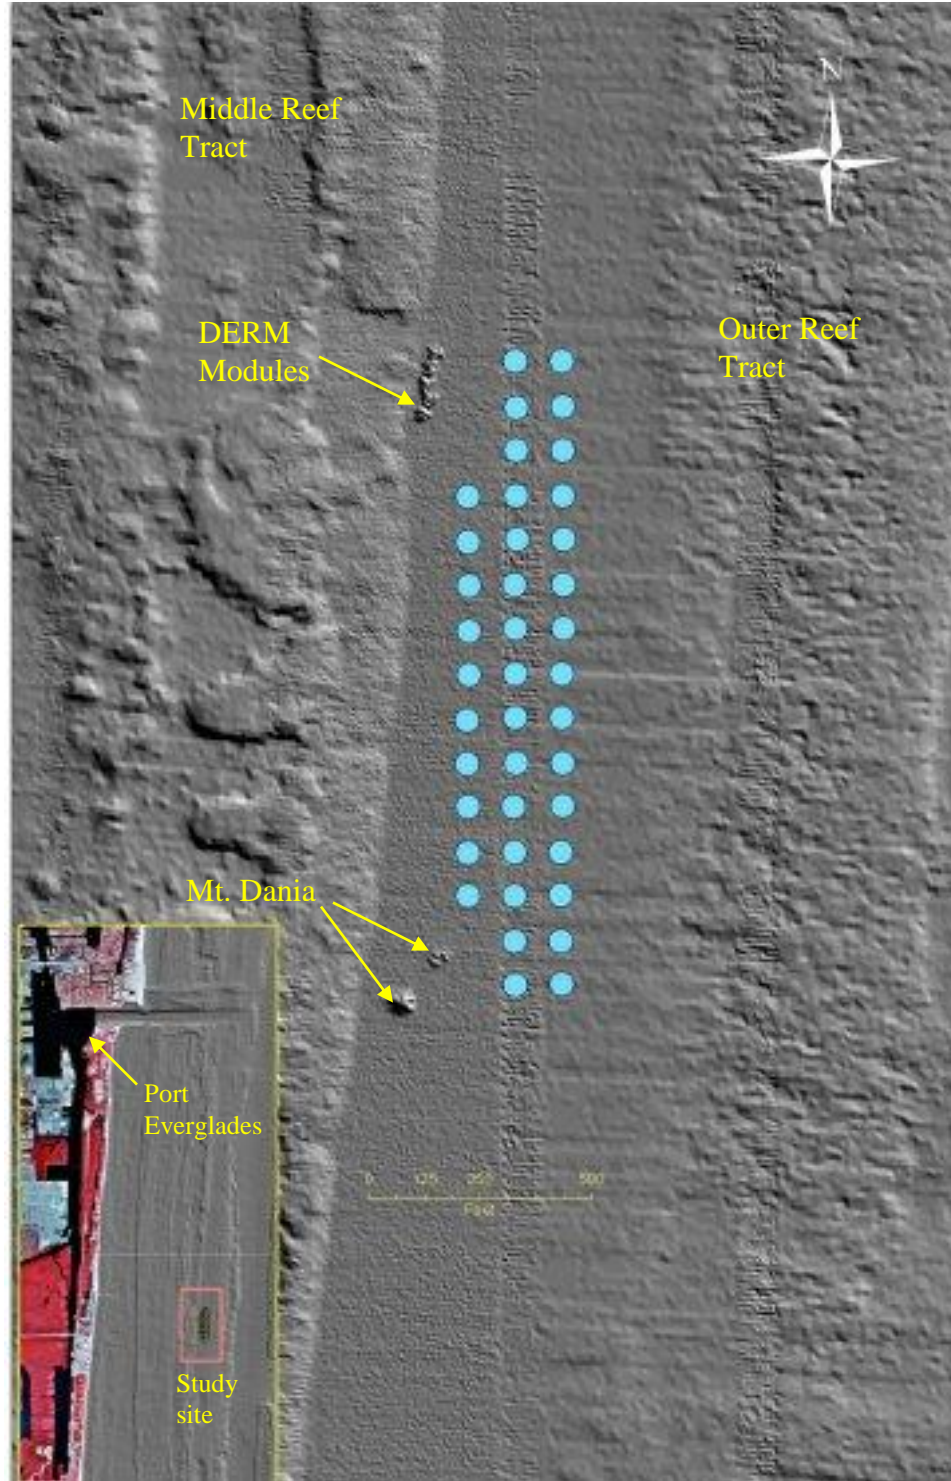 N
Middle Reef
Tract
DERM
Modules
Outer Reef
Tract
Mt. Dania
Port
Everglades
0 125 250 500
Feet
Study
site